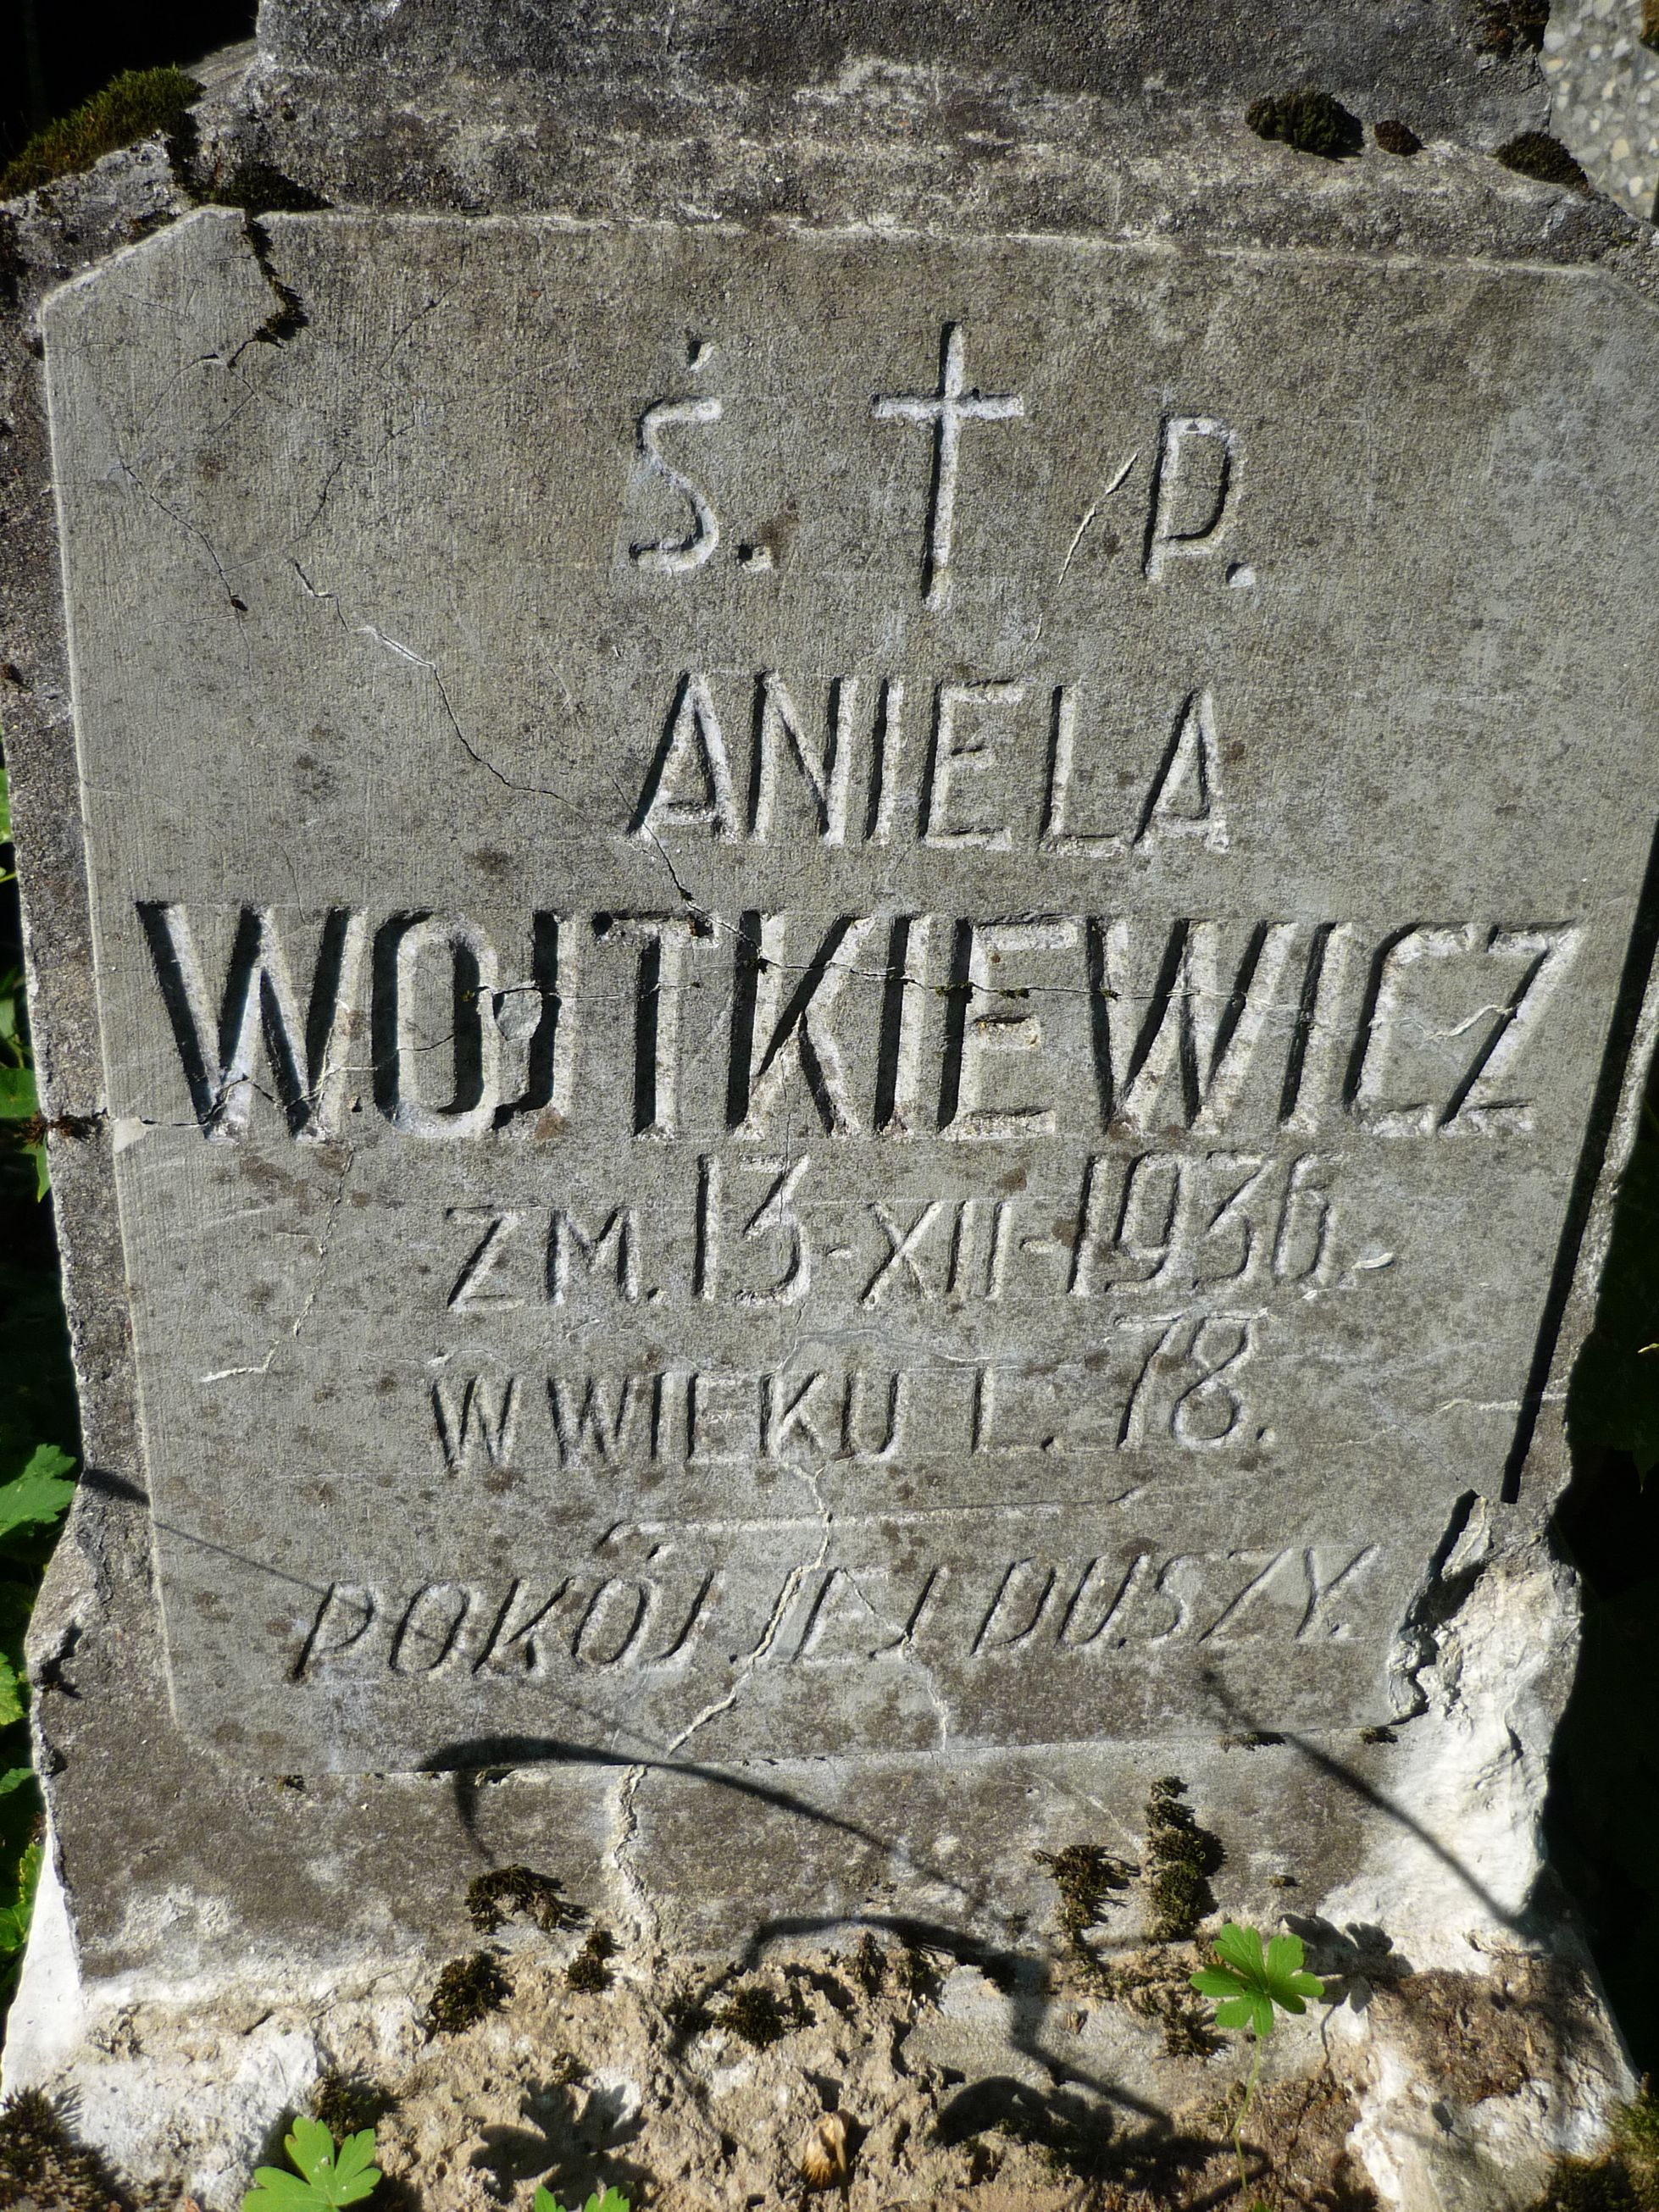 Ś. † P.
ANIELA
WOJTKIEWICZ
ZM. 13-XII-1936.
W WIEKU L. 78.
POKÓJ JEJ DUSZY.